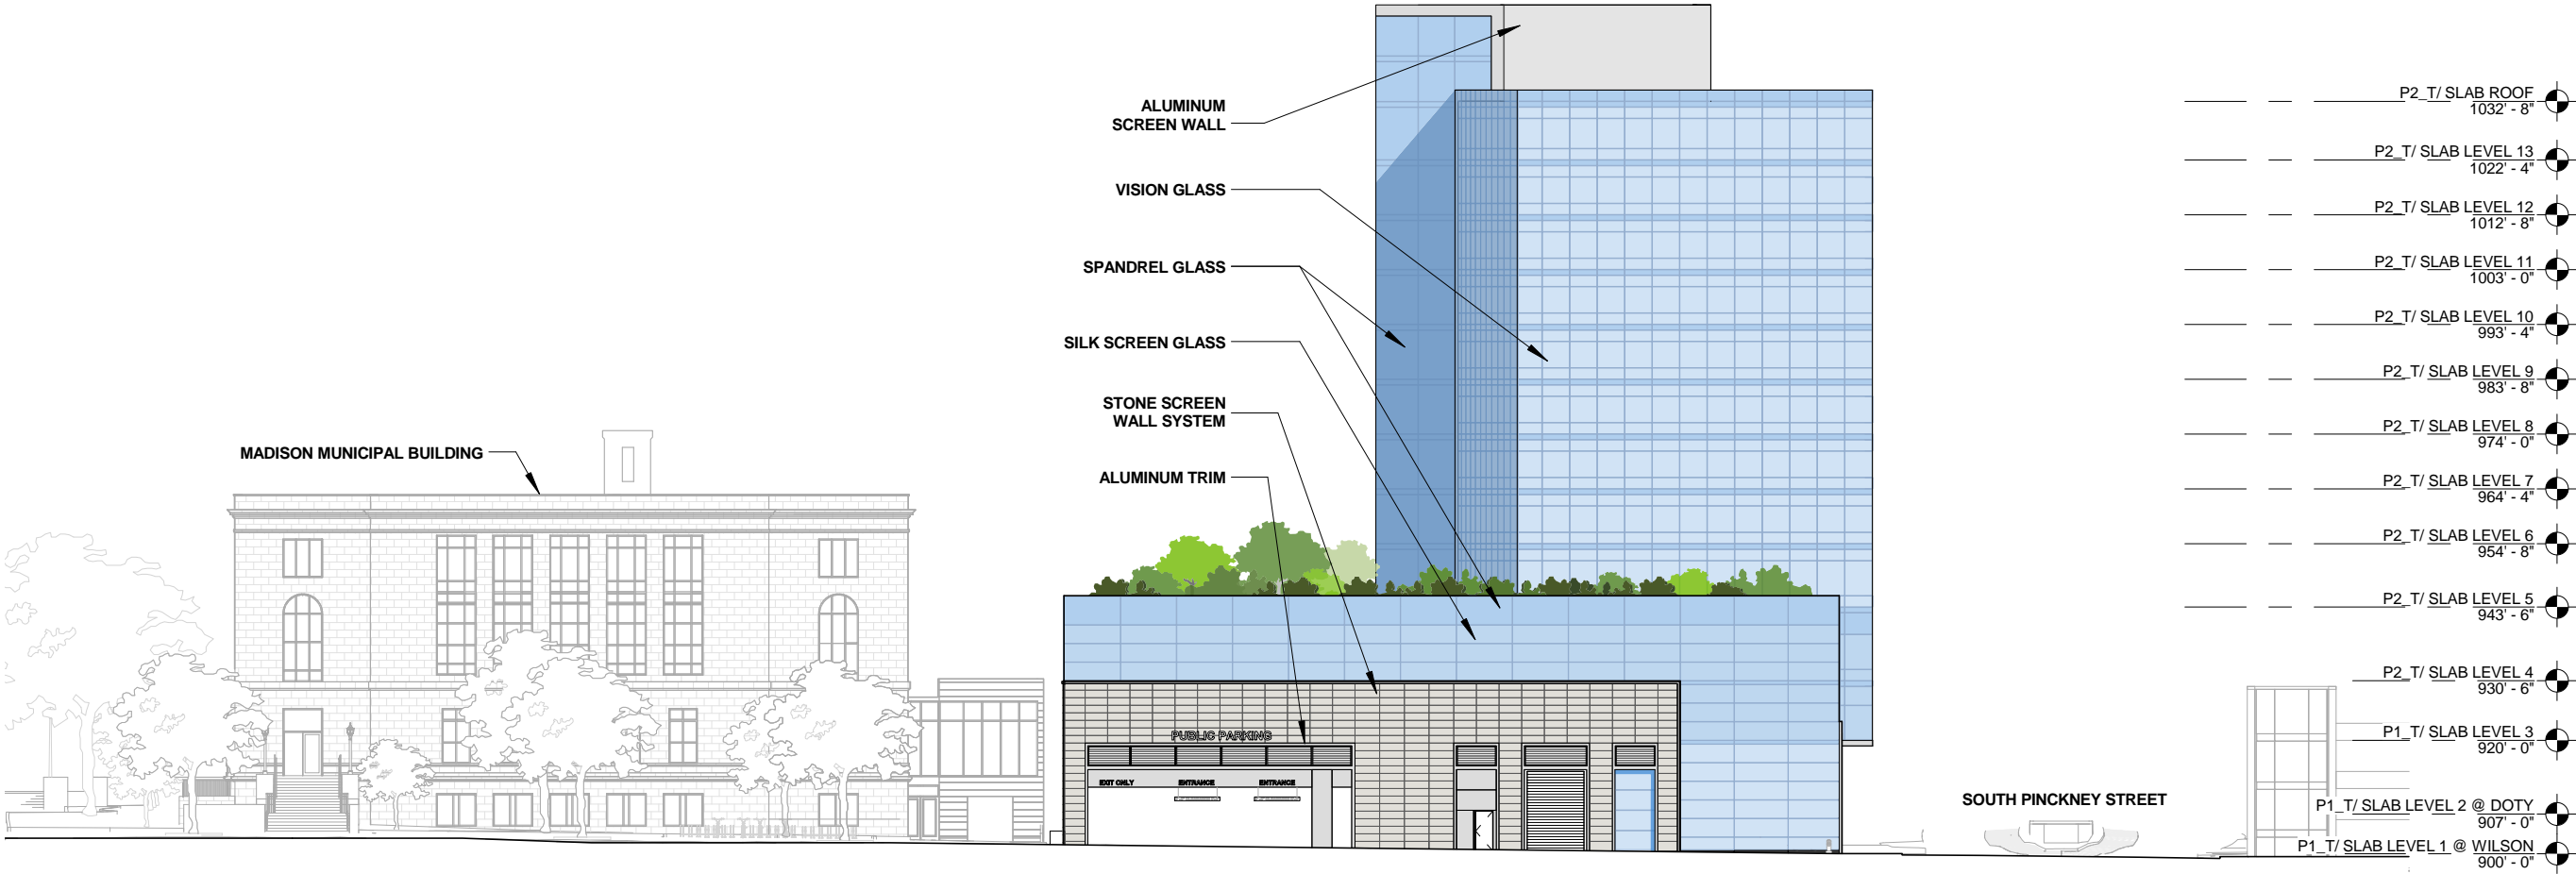 ALUMINUM
SCREEN WALL
VISION GLASS
SPANDREL GLASS
SILK SCREEN GLASS
STONE SCREEN
WALL SYSTEM
ALUMINUM TRIM
MADISON MUNICIPAL BUILDING
PUBLIC PARKING
EXIT ONLY
ENTRANCE
ENTRANCE
SOUTH PINCKNEY STREET
P2_T/ SLAB ROOF
1032' - 8"
P2_T/ SLAB LEVEL 13
1022' - 4"
P2_T/ SLAB LEVEL 12
1012' - 8"
P2_T/ SLAB LEVEL 11
1003' - 0"
P2_T/ SLAB LEVEL 10
993' - 4"
P2_T/ SLAB LEVEL 9
983' - 8"
P2_T/ SLAB LEVEL 8
974' - 0"
P2_T/ SLAB LEVEL 7
964' - 4"
P2_T/ SLAB LEVEL 6
954' - 8"
P2_T/ SLAB LEVEL 5
943' - 6"
P2_T/ SLAB LEVEL 4
930' - 6"
P1_T/ SLAB LEVEL 3
920' - 0"
P1_T/ SLAB LEVEL 2 @ DOTY
907' - 0"
P1_T/ SLAB LEVEL 1 @ WILSON
900' - 0"